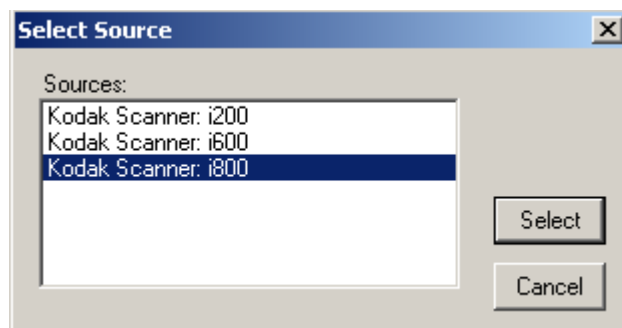 Select Source
Sources:
Kodak Scanner: i200
Kodak Scanner: i600
Kodak Scanner: i800
Select
Cancel